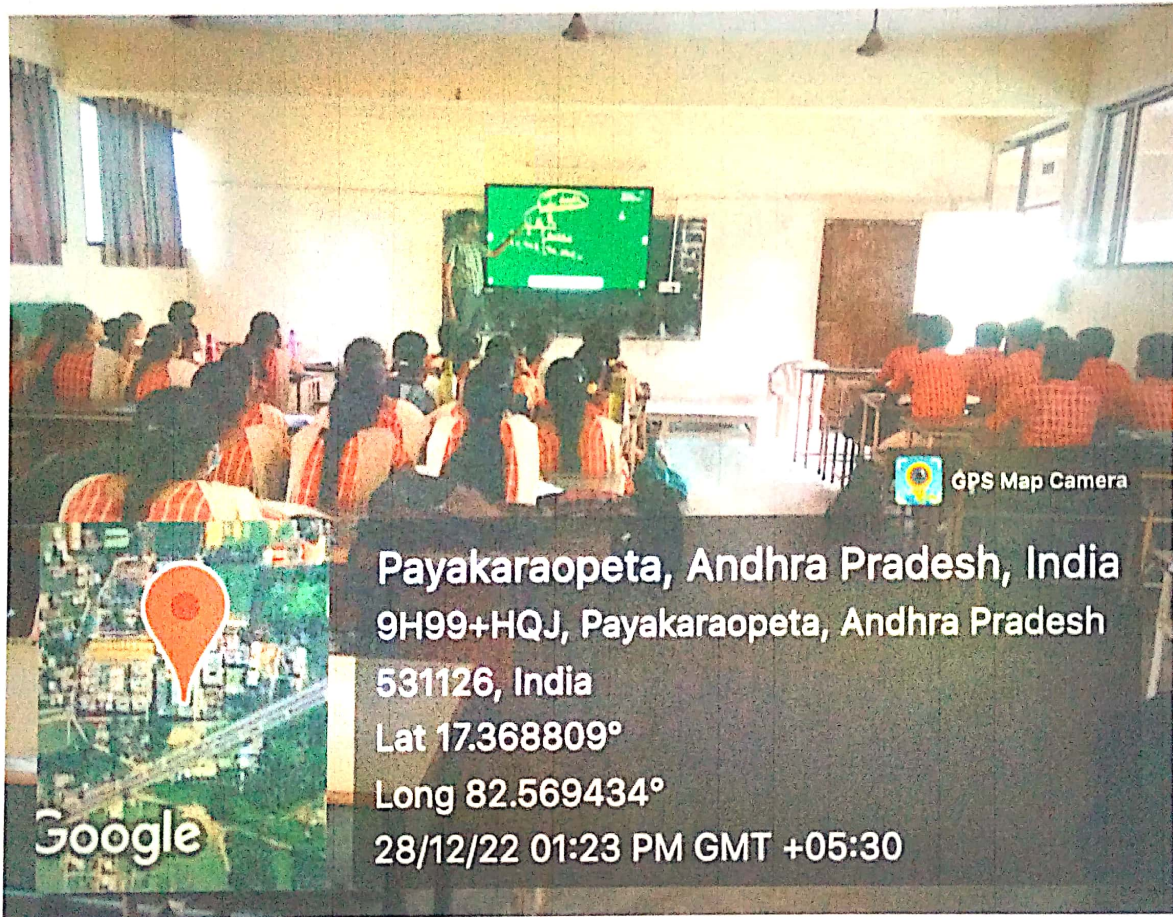 GPS Map Camera
Payakaraopeta, Andhra Pradesh, India
9H99+HQJ, Payakaraopeta, Andhra Pradesh
531126, India
Lat 17.368809°
Long 82.569434°
28/12/22 01:23 PM GMT +05:30
Google